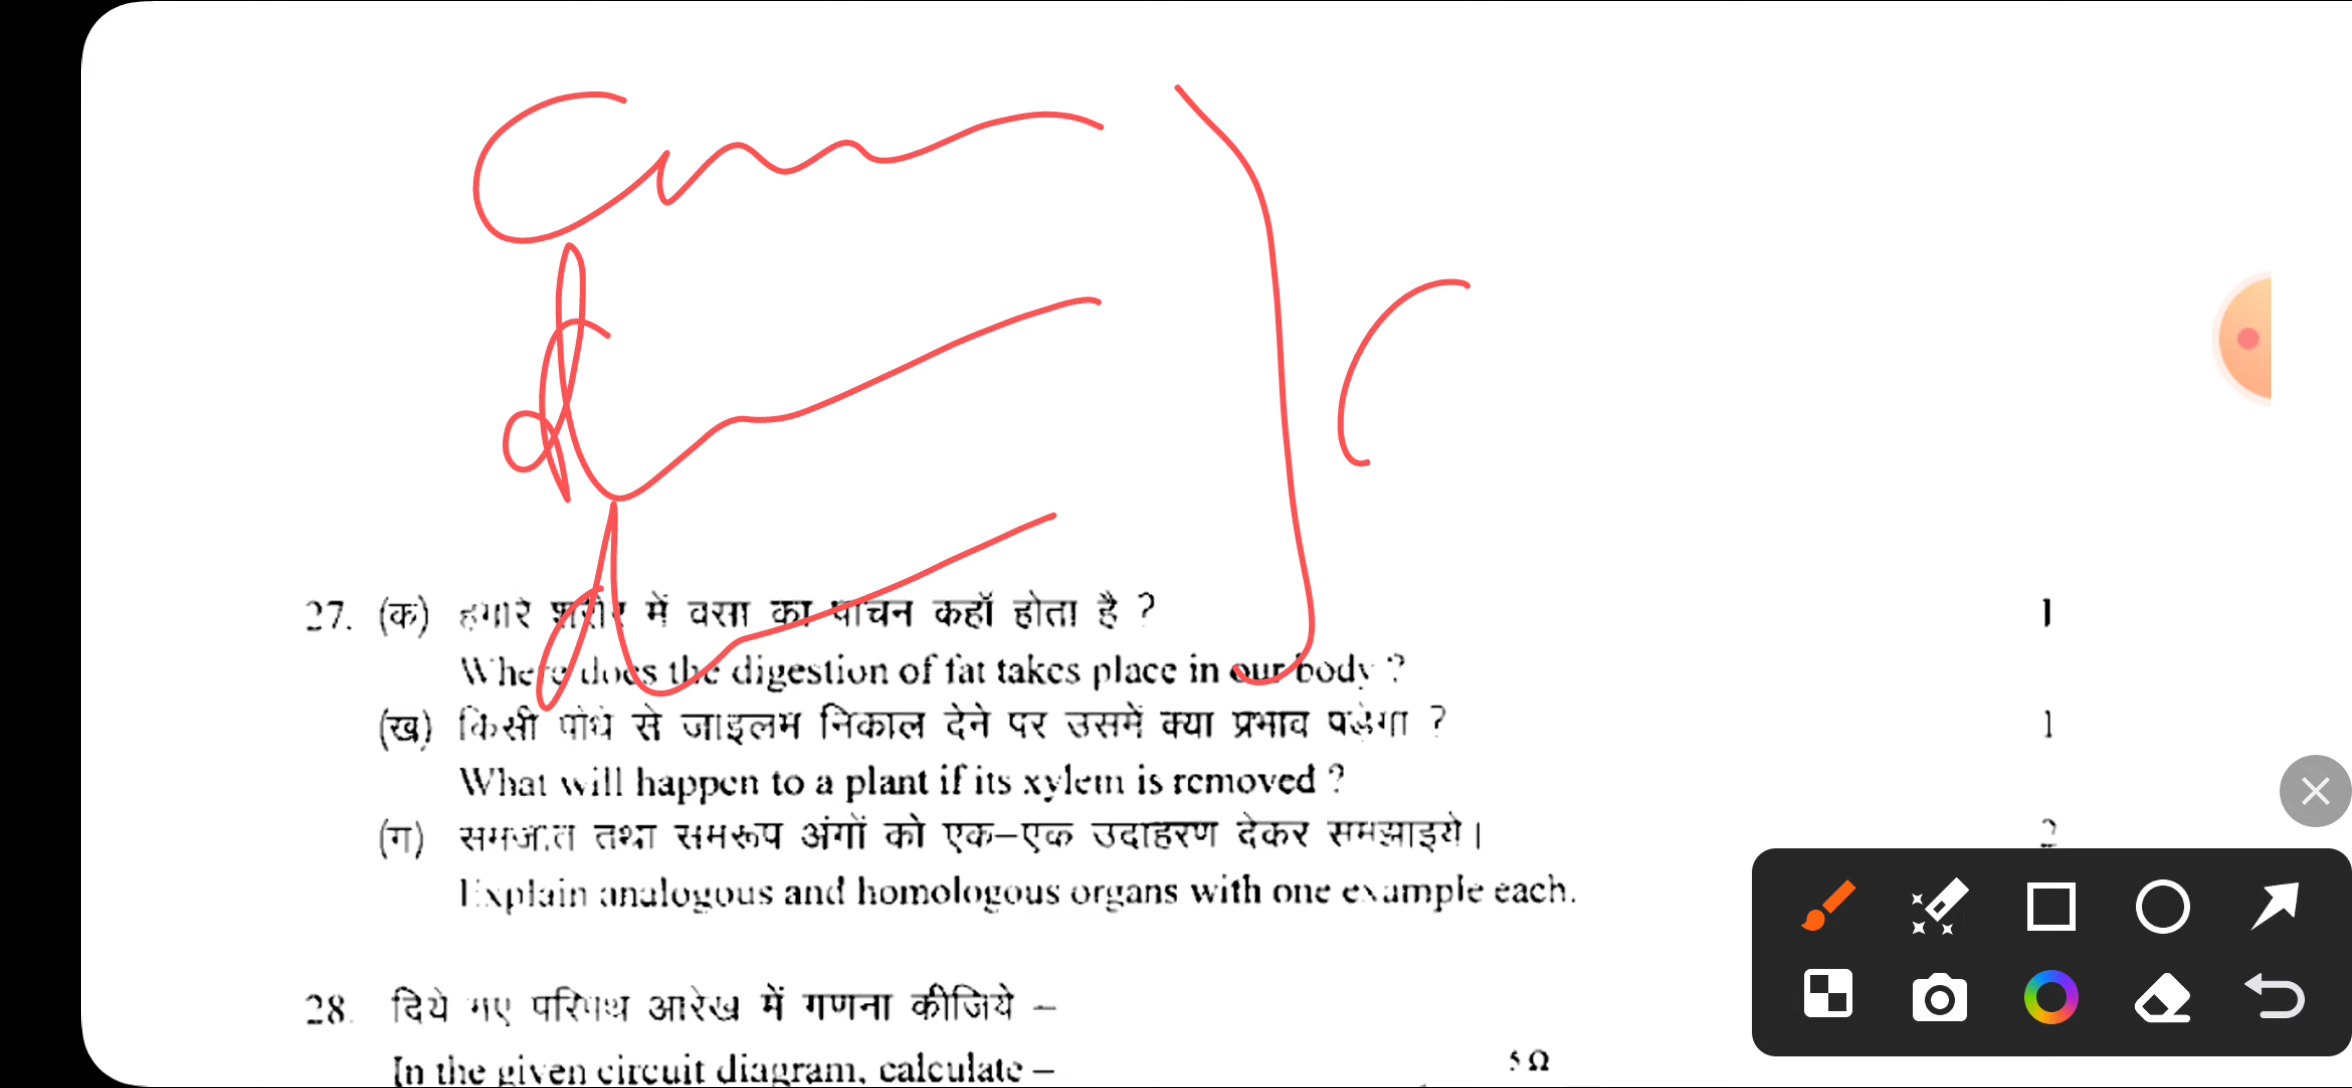 27. (क) हमारे शरीर में वसा का पाचन कहाँ होता है ? 1
Where does the digestion of fat takes place in our body ?
(ख) किसी पौधे से जाइलम निकाल देने पर उसमें क्या प्रभाव पड़ेगा ? 1
What will happen to a plant if its xylem is removed ?
(ग) समजात तथा समरूप अंगों को एक–एक उदाहरण देकर समझाइये। 2
Explain analogous and homologous organs with one example each.
28. दिये गए परिपथ आरेख में गणना कीजिये –
In the given circuit diagram, calculate –
5 Ω